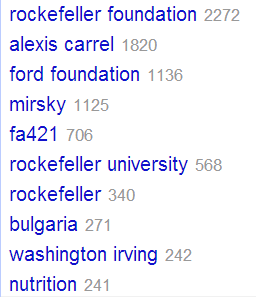 rockefeller foundation 2272
alexis carrel 1820
ford foundation 1136
mirsky 1125
fa421 706
rockefeller university 568
rockefeller 340
bulgaria 271
washington irving 242
nutrition 241